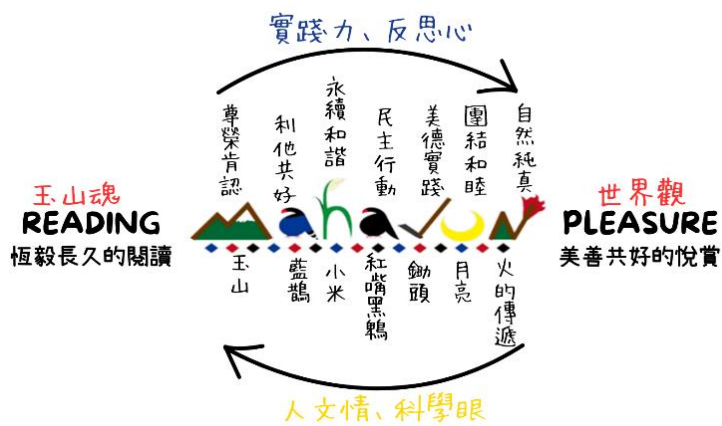 實踐力、反思心
尊榮肯認
利他共好
永續和諧
民主行動
美德實踐
團結和睦
自然純真
玉山魂
READING
恆毅長久的閱讀
Mahavun
世界觀
PLEASURE
美善共好的悅賞
玉山
藍鵲
小米
紅嘴黑鵯
鋤頭
月亮
火的傳遞
人文情、科學眼